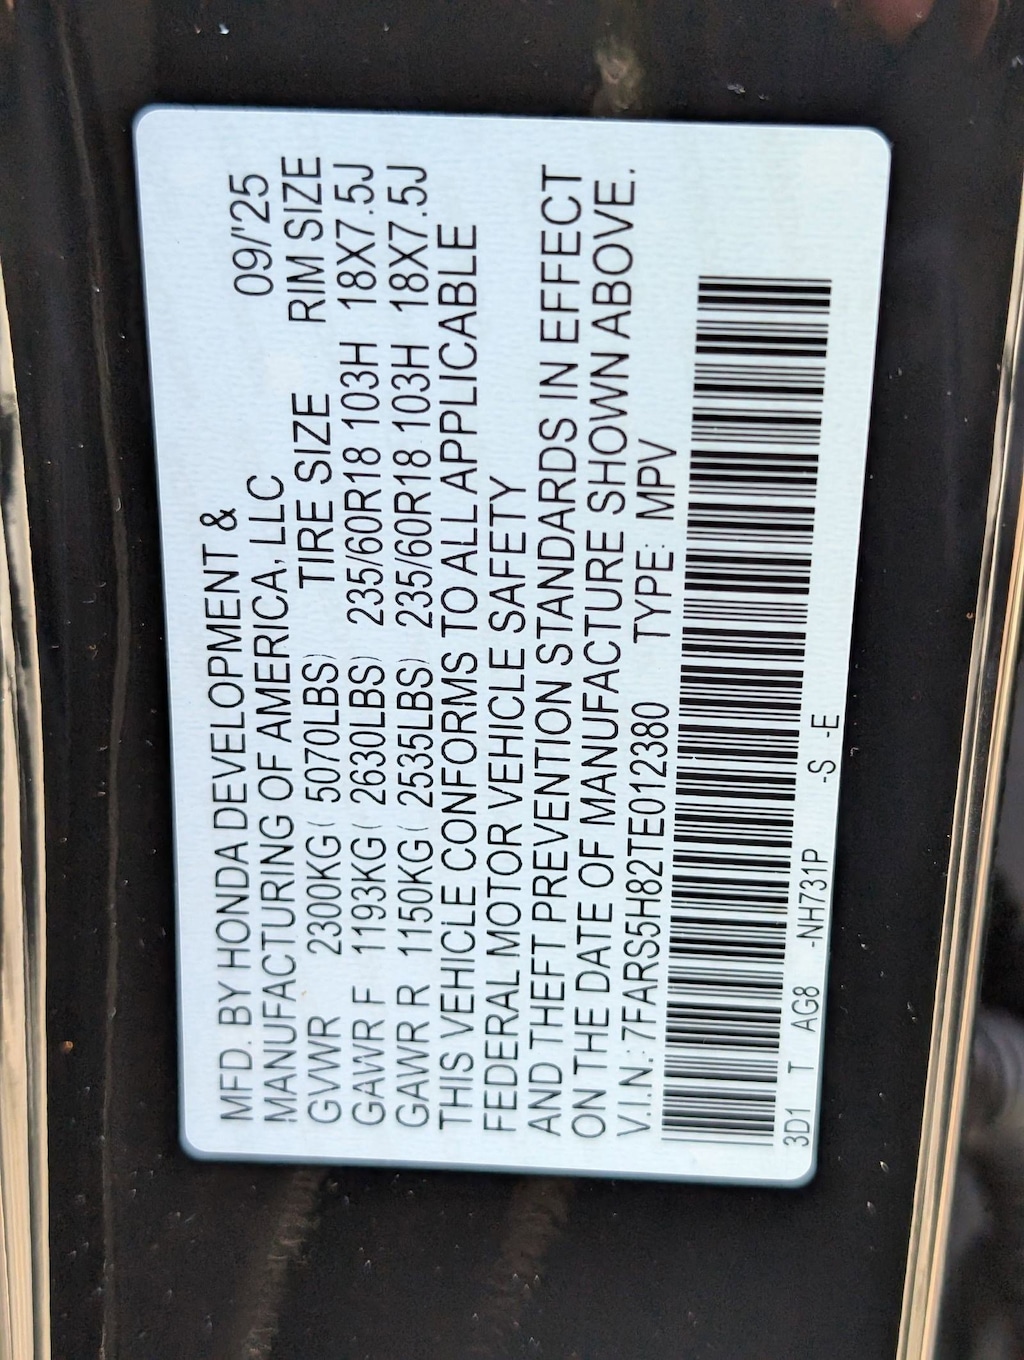 MFD. BY HONDA DEVELOPMENT &
MANUFACTURING OF AMERICA, LLC 09/'25
GVWR 2300KG( 5070LBS) TIRE SIZE RIM SIZE
GAWR F 1193KG( 2630LBS) 235/60R18 103H 18X7.5J
GAWR R 1150KG( 2535LBS) 235/60R18 103H 18X7.5J
THIS VEHICLE CONFORMS TO ALL APPLICABLE
FEDERAL MOTOR VEHICLE SAFETY
AND THEFT PREVENTION STANDARDS IN EFFECT
ON THE DATE OF MANUFACTURE SHOWN ABOVE.
V.I.N.: 7FARS5H82TE012380 TYPE: MPV
3D1 T AG8 -NH731P -S -E